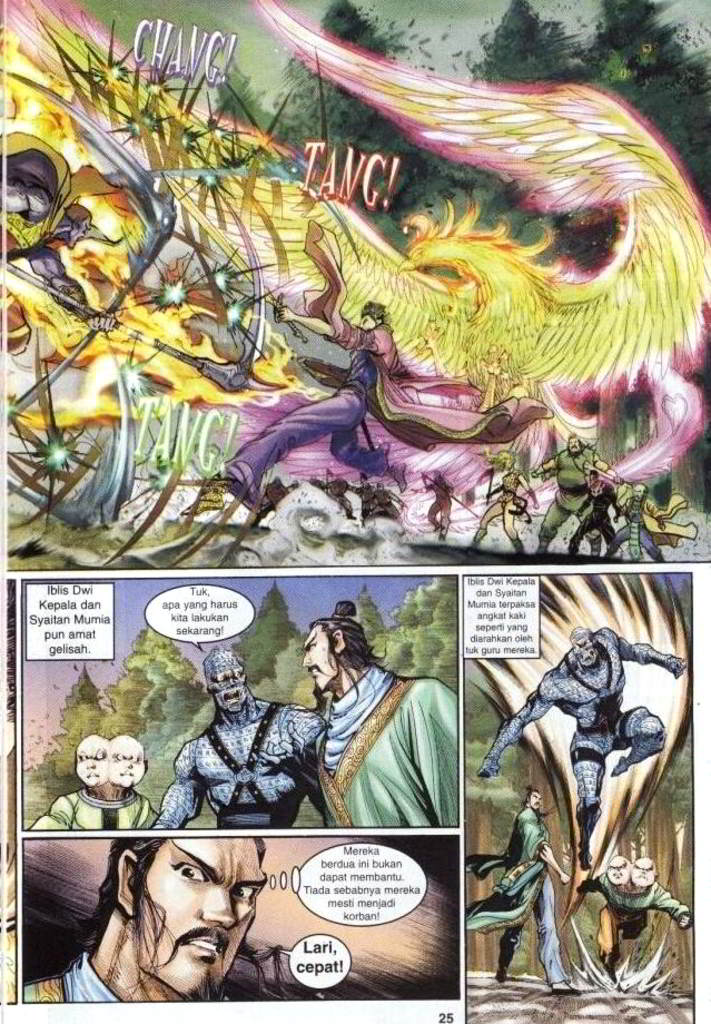 CHANG!
TANG!
TANG!
Iblis Dwi
Kepala dan
Syaitan Mumia
pun amat
gelisah.
Tuk,
apa yang harus
kita lakukan
sekarang!
Mereka
berdua ini bukan
dapat membantu.
Tiada sebabnya mereka
mesti menjadi
korban!
Lari,
cepat!
Iblis Dwi Kepala
dan Syaitan
Mumia terpaksa
angkat kaki
seperti yang
diarahkan oleh
tuk guru mereka.
25